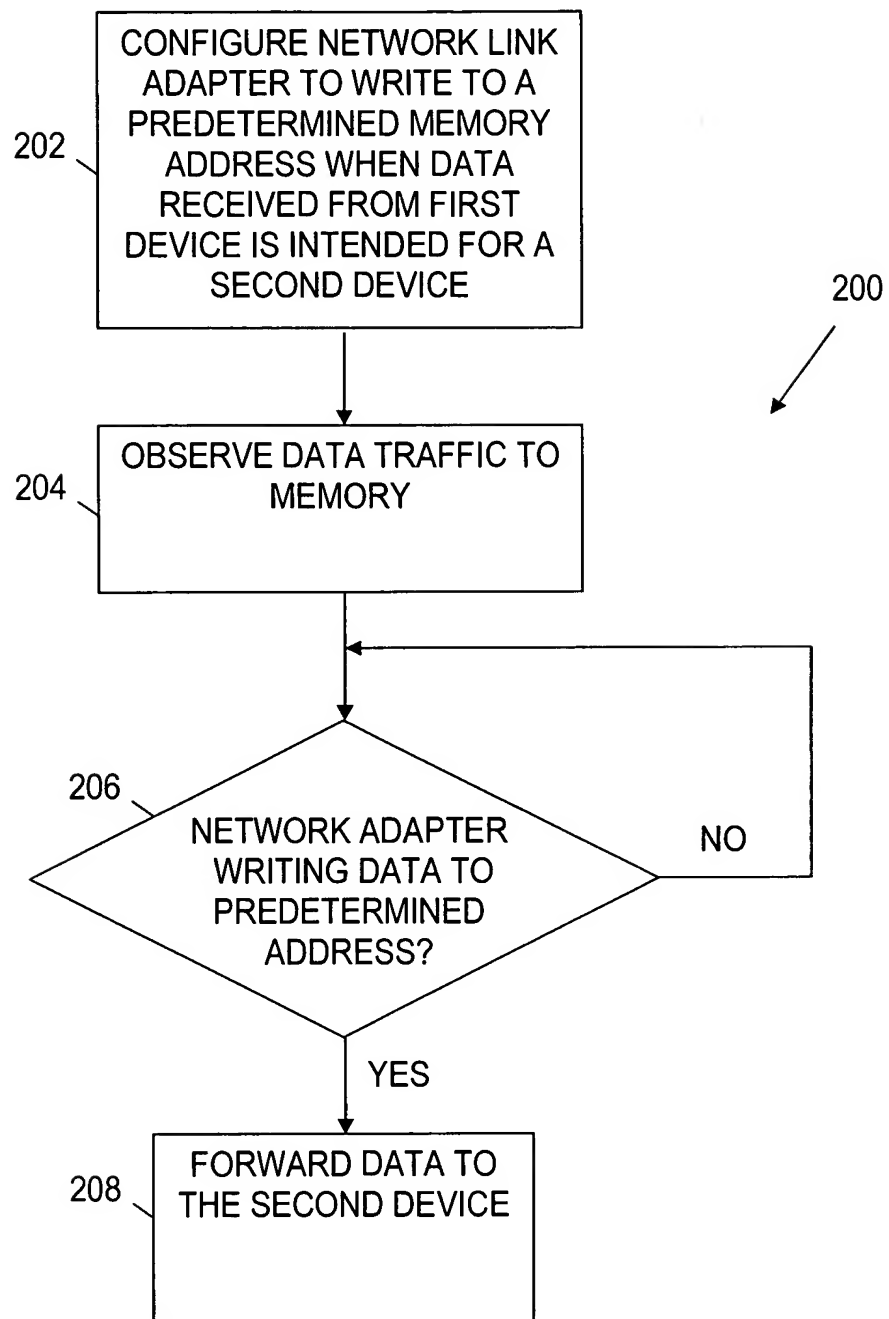 CONFIGURE NETWORK LINK
ADAPTER TO WRITE TO A
PREDETERMINED MEMORY
ADDRESS WHEN DATA
RECEIVED FROM FIRST
DEVICE IS INTENDED FOR A
SECOND DEVICE
202
200
OBSERVE DATA TRAFFIC TO
MEMORY
204
206
NETWORK ADAPTER
WRITING DATA TO
PREDETERMINED
ADDRESS?
NO
YES
FORWARD DATA TO
THE SECOND DEVICE
208